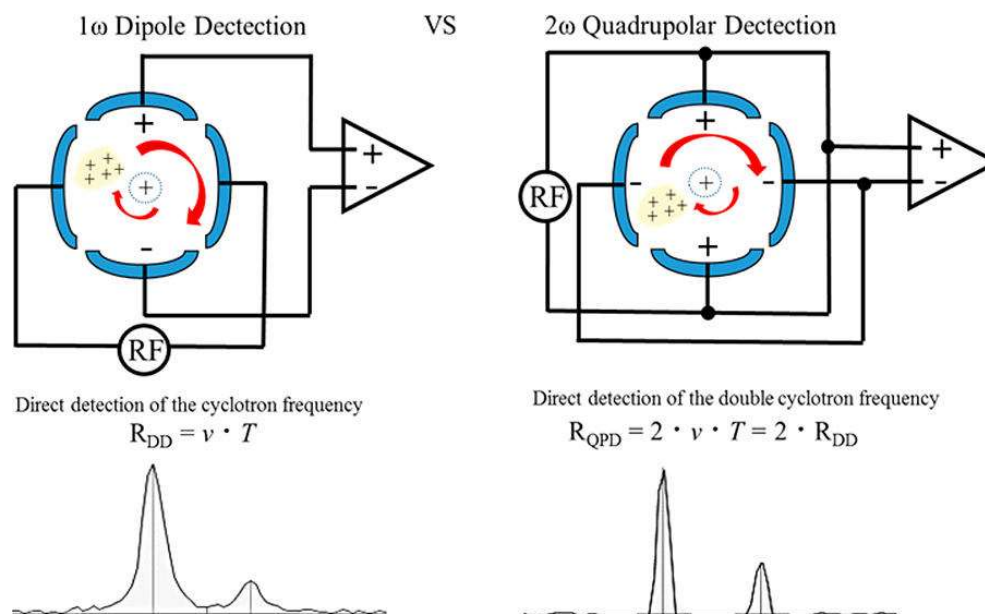 1ω Dipole Dectection VS 2ω Quadrupolar Dectection
+
+
-
+ + + + + +
+
RF
+
-
+
-
-
+
+ + + + + +
+
RF
+
-
Direct detection of the cyclotron frequency
R_DD = ν · T
Direct detection of the double cyclotron frequency
R_QPD = 2 · ν · T = 2 · R_DD